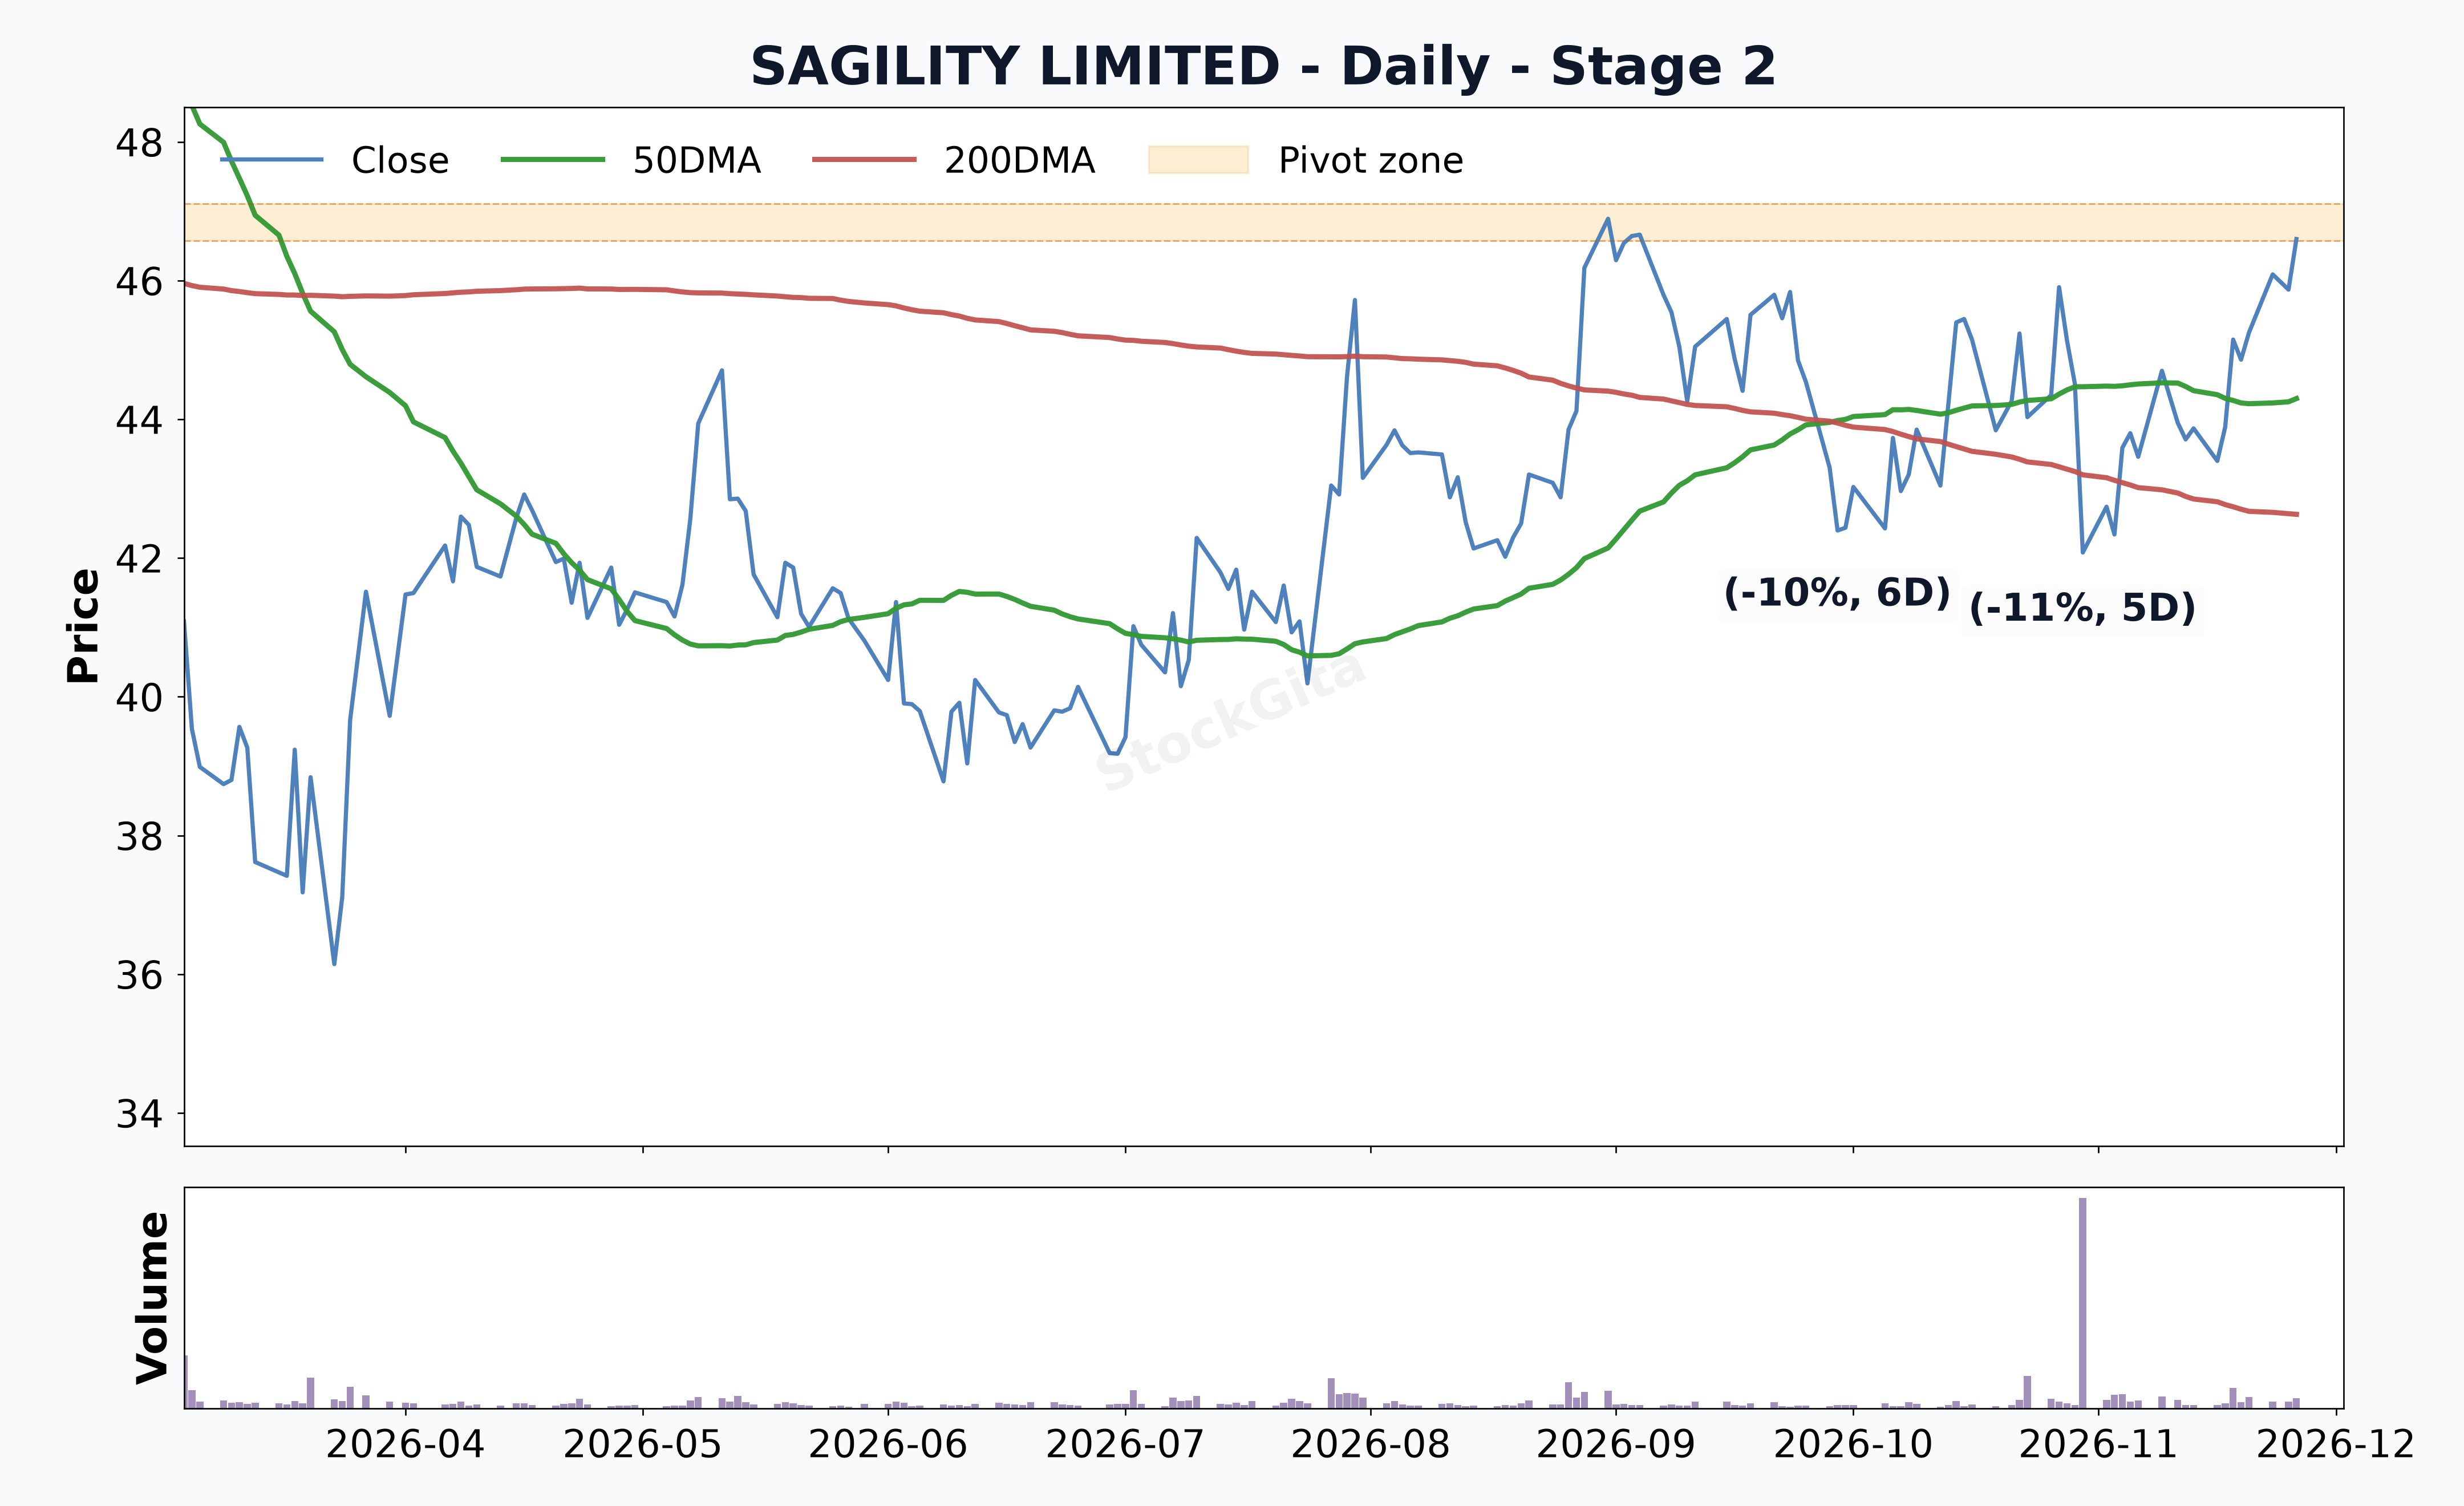 SAGILITY LIMITED - Daily - Stage 2
Close 50DMA 200DMA Pivot zone
48
46
44
42
40
38
36
34
Price
(-10%, 6D)
(-11%, 5D)
StockGita
Volume
2026-04 2026-05 2026-06 2026-07 2026-08 2026-09 2026-10 2026-11 2026-12